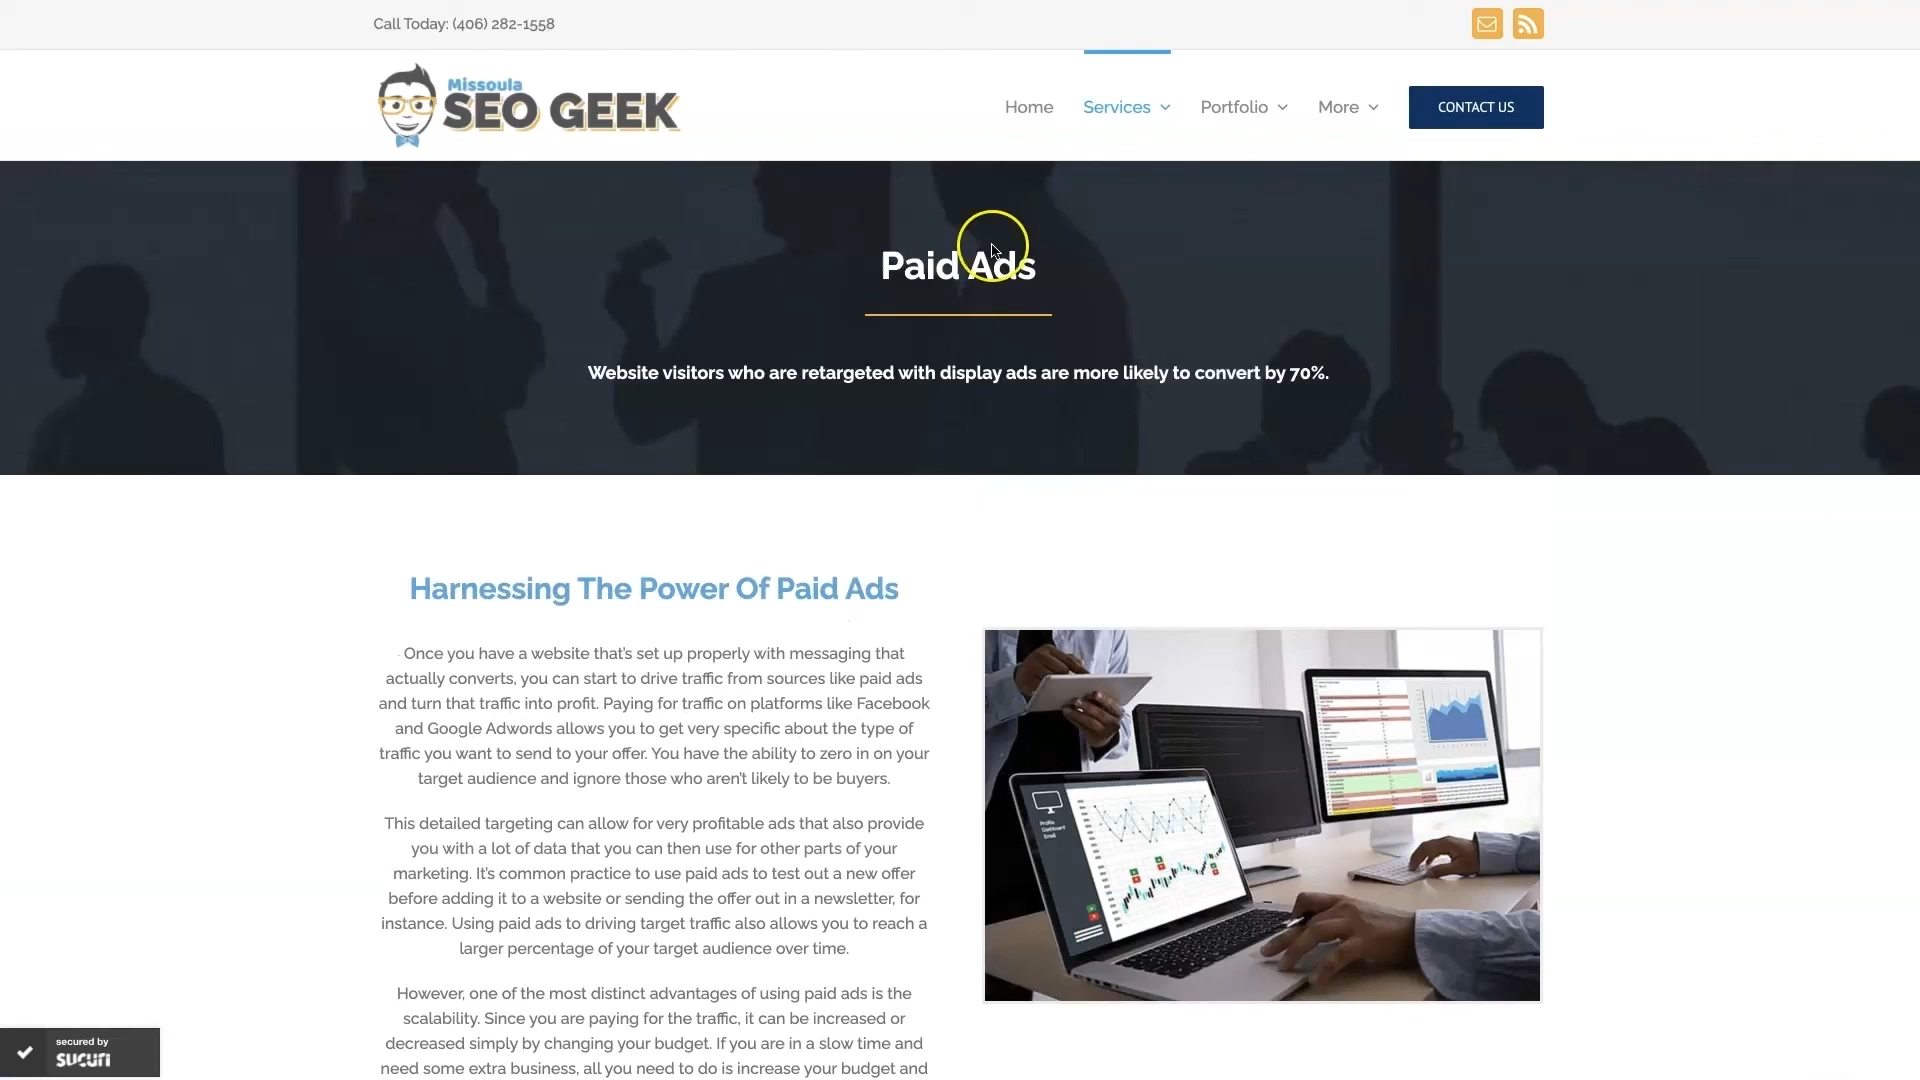 Call Today: (406) 282-1558
Missoula
SEO GEEK
Home
Services
Portfolio
More
CONTACT US
Paid Ads
Website visitors who are retargeted with display ads are more likely to convert by 70%.
Harnessing The Power Of Paid Ads
Once you have a website that's set up properly with messaging that
actually converts, you can start to drive traffic from sources like paid ads
and turn that traffic into profit. Paying for traffic on platforms like Facebook
and Google Adwords allows you to get very specific about the type of
traffic you want to send to your offer. You have the ability to zero in on your
target audience and ignore those who aren't likely to be buyers.
This detailed targeting can allow for very profitable ads that also provide
you with a lot of data that you can then use for other parts of your
marketing. It's common practice to use paid ads to test out a new offer
before adding it to a website or sending the offer out in a newsletter, for
instance. Using paid ads to driving target traffic also allows you to reach a
larger percentage of your target audience over time.
However, one of the most distinct advantages of using paid ads is the
scalability. Since you are paying for the traffic, it can be increased or
decreased simply by changing your budget. If you are in a slow time and
need some extra business, all you need to do is increase your budget and
Profile
Dashboard
Email
secured by
sucuri